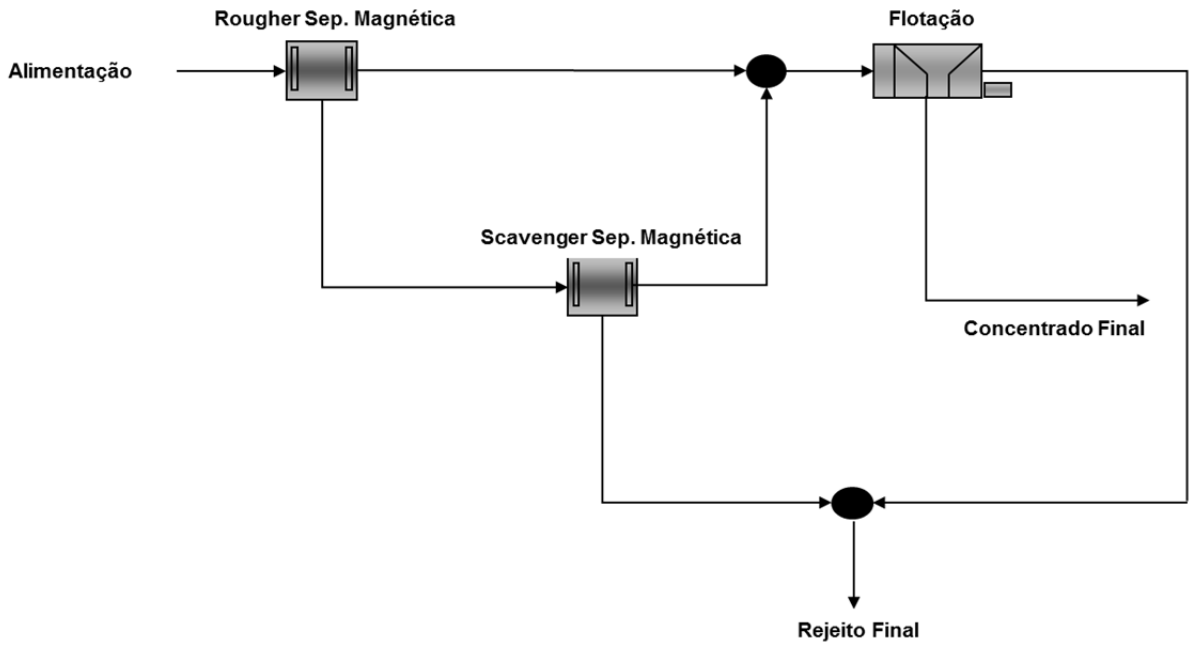 Rougher Sep. Magnética
Flotação
Alimentação
Scavenger Sep. Magnética
Concentrado Final
Rejeito Final